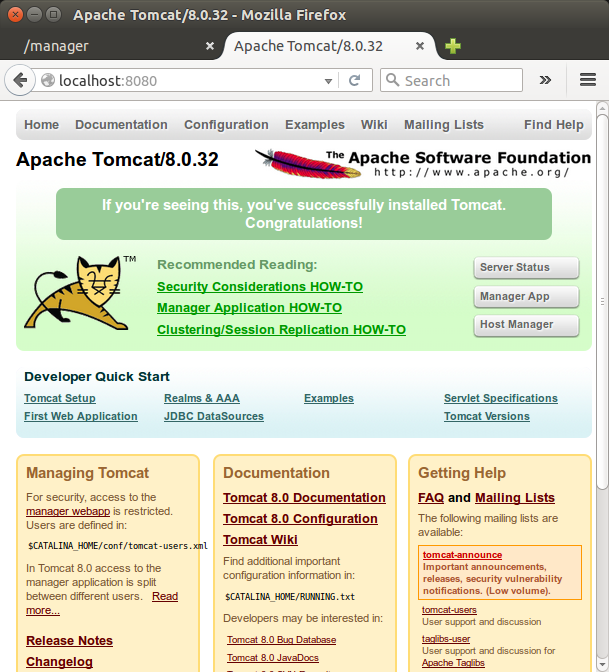 Apache Tomcat/8.0.32 - Mozilla Firefox
/manager
Apache Tomcat/8.0.32
localhost:8080
Search
Home Documentation Configuration Examples Wiki Mailing Lists Find Help
Apache Tomcat/8.0.32
The Apache Software Foundation
http://www.apache.org/
If you're seeing this, you've successfully installed Tomcat.
Congratulations!
TM
Recommended Reading:
Security Considerations HOW-TO
Manager Application HOW-TO
Clustering/Session Replication HOW-TO
Server Status
Manager App
Host Manager
Developer Quick Start
Tomcat Setup
First Web Application
Realms & AAA
JDBC DataSources
Examples
Servlet Specifications
Tomcat Versions
Managing Tomcat
For security, access to the
manager webapp is restricted.
Users are defined in:
$CATALINA_HOME/conf/tomcat-users.xml
In Tomcat 8.0 access to the
manager application is split
between different users. Read
more...
Release Notes
Changelog
Documentation
Tomcat 8.0 Documentation
Tomcat 8.0 Configuration
Tomcat Wiki
Find additional important
configuration information in:
$CATALINA_HOME/RUNNING.txt
Developers may be interested in:
Tomcat 8.0 Bug Database
Tomcat 8.0 JavaDocs
Getting Help
FAQ and Mailing Lists
The following mailing lists are
available:
tomcat-announce
Important announcements,
releases, security vulnerability
notifications. (Low volume).
tomcat-users
User support and discussion
taglibs-user
User support and discussion for
Apache Taglibs